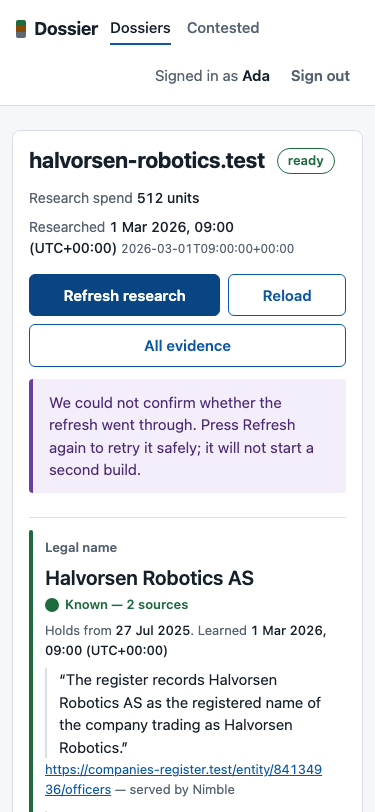 Dossier Dossiers Contested
Signed in as Ada Sign out
halvorsen-robotics.test ready
Research spend 512 units
Researched 1 Mar 2026, 09:00
(UTC+00:00) 2026-03-01T09:00:00+00:00
Refresh research Reload
All evidence
We could not confirm whether the
refresh went through. Press Refresh
again to retry it safely; it will not start a
second build.
Legal name
Halvorsen Robotics AS
Known — 2 sources
Holds from 27 Jul 2025. Learned 1 Mar 2026,
09:00 (UTC+00:00)
“The register records Halvorsen
Robotics AS as the registered name of
the company trading as Halvorsen
Robotics.”
https://companies-register.test/entity/841349
36/officers — served by Nimble